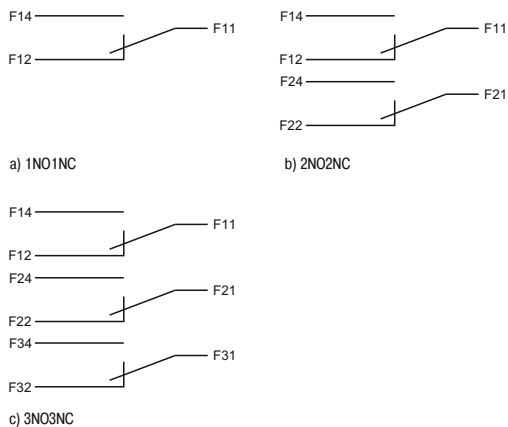 F14
F11
F12
a) 1NO1NC
F14
F11
F12
F24
F21
F22
b) 2NO2NC
F14
F11
F12
F24
F21
F22
F34
F31
F32
c) 3NO3NC